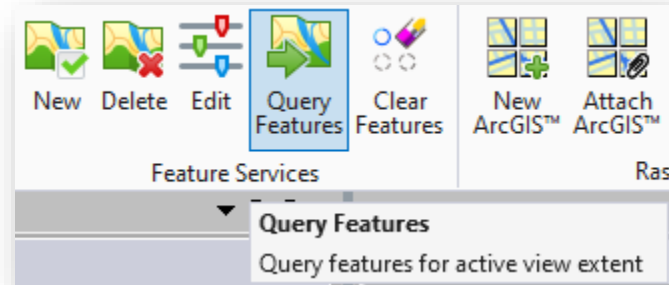 New Delete Edit Query Features Clear Features New ArcGIS™ Attach ArcGIS™
Feature Services
Query Features
Query features for active view extent